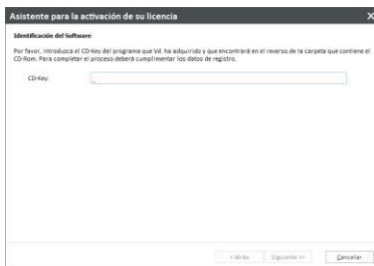 Asistente para la activación de su licencia
X
Identificación del Software
Por favor, introduzca el CD-Key del programa que Vd. ha adquirido y que encontrará en el reverso de la carpeta que contiene el
CD-Rom. Para completar el proceso deberá cumplimentar los datos de registro.
CD-Key:
< Atrás
Siguiente >>
Cancelar